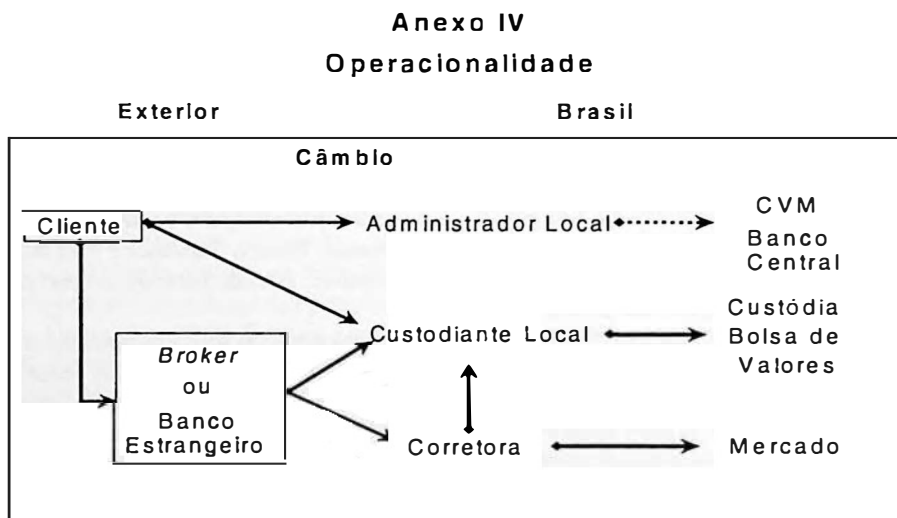 Anexo IV
Operacionalidade
Exterior
Brasil
Câmbio
Cliente
Administrador Local
CVM
Banco
Central
Custodiante Local
Custódia
Bolsa de
Valores
Broker
ou
Banco
Estrangeiro
Corretora
Mercado